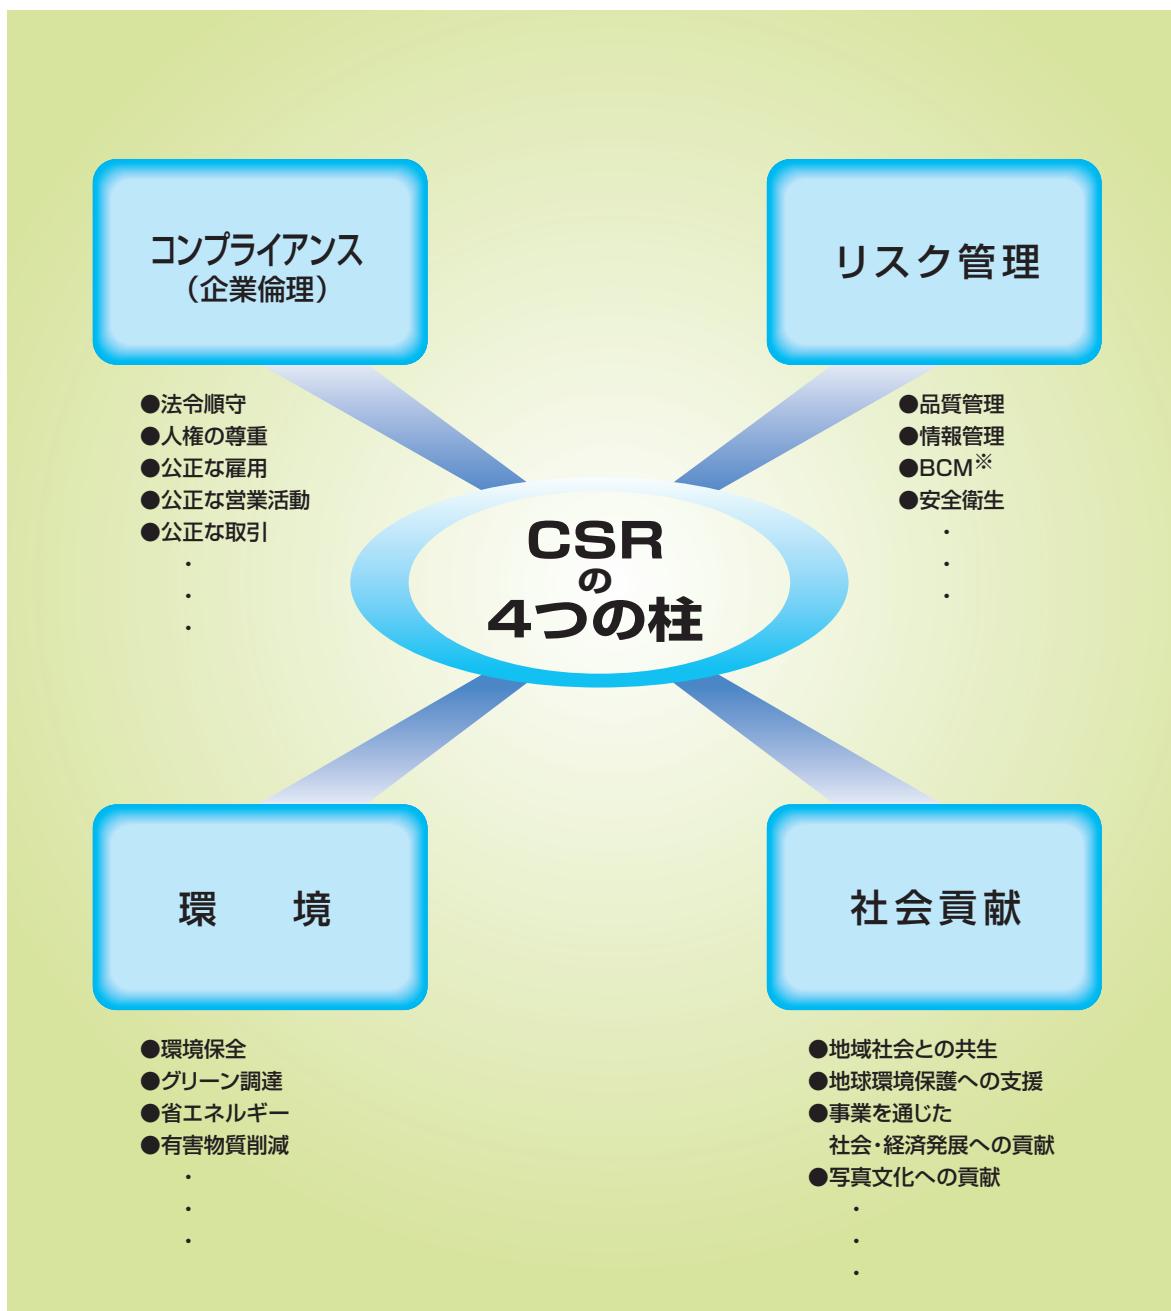 コンプライアンス
（企業倫理）
●法令順守
●人権の尊重
●公正な雇用
●公正な営業活動
●公正な取引
・
・
・
リスク管理
●品質管理
●情報管理
●BCM※
●安全衛生
・
・
・
CSR
の
4つの柱
環　境
●環境保全
●グリーン調達
●省エネルギー
●有害物質削減
・
・
・
社会貢献
●地域社会との共生
●地球環境保護への支援
●事業を通じた
社会・経済発展への貢献
●写真文化への貢献
・
・
・